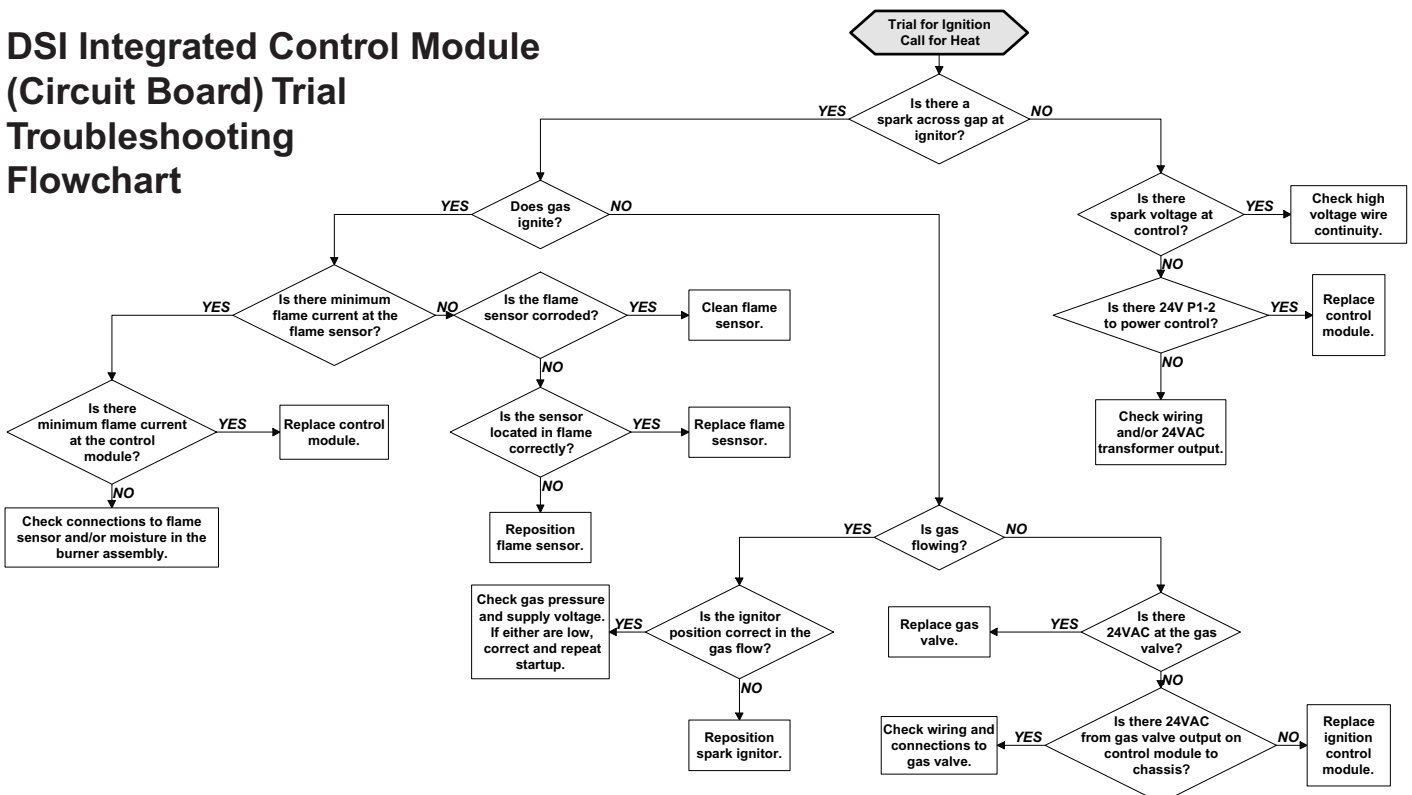 DSI Integrated Control Module
(Circuit Board) Trial
Troubleshooting
Flowchart
Trial for Ignition
Call for Heat
Is there a
spark across gap at
ignitor?
YES
NO
Does gas
ignite?
YES
NO
Is there
spark voltage at
control?
YES
Check high
voltage wire
continuity.
NO
Is there minimum
flame current at the
flame sensor?
YES
NO
Is the flame
sensor corroded?
YES
Clean flame
sensor.
NO
Is there 24V P1-2
to power control?
YES
Replace
control
module.
NO
Check wiring
and/or 24VAC
transformer output.
Is there
minimum flame current
at the control
module?
YES
Replace control
module.
NO
Check connections to flame
sensor and/or moisture in the
burner assembly.
Is the sensor
located in flame
correctly?
YES
Replace flame
sesnsor.
NO
Reposition
flame sensor.
Is gas
flowing?
YES
NO
Is the ignitor
position correct in the
gas flow?
YES
Check gas pressure
and supply voltage.
If either are low,
correct and repeat
startup.
NO
Reposition
spark ignitor.
Is there
24VAC at the gas
valve?
YES
Replace gas
valve.
NO
Is there 24VAC
from gas valve output on
control module to
chassis?
YES
Check wiring and
connections to
gas valve.
NO
Replace
ignition
control
module.